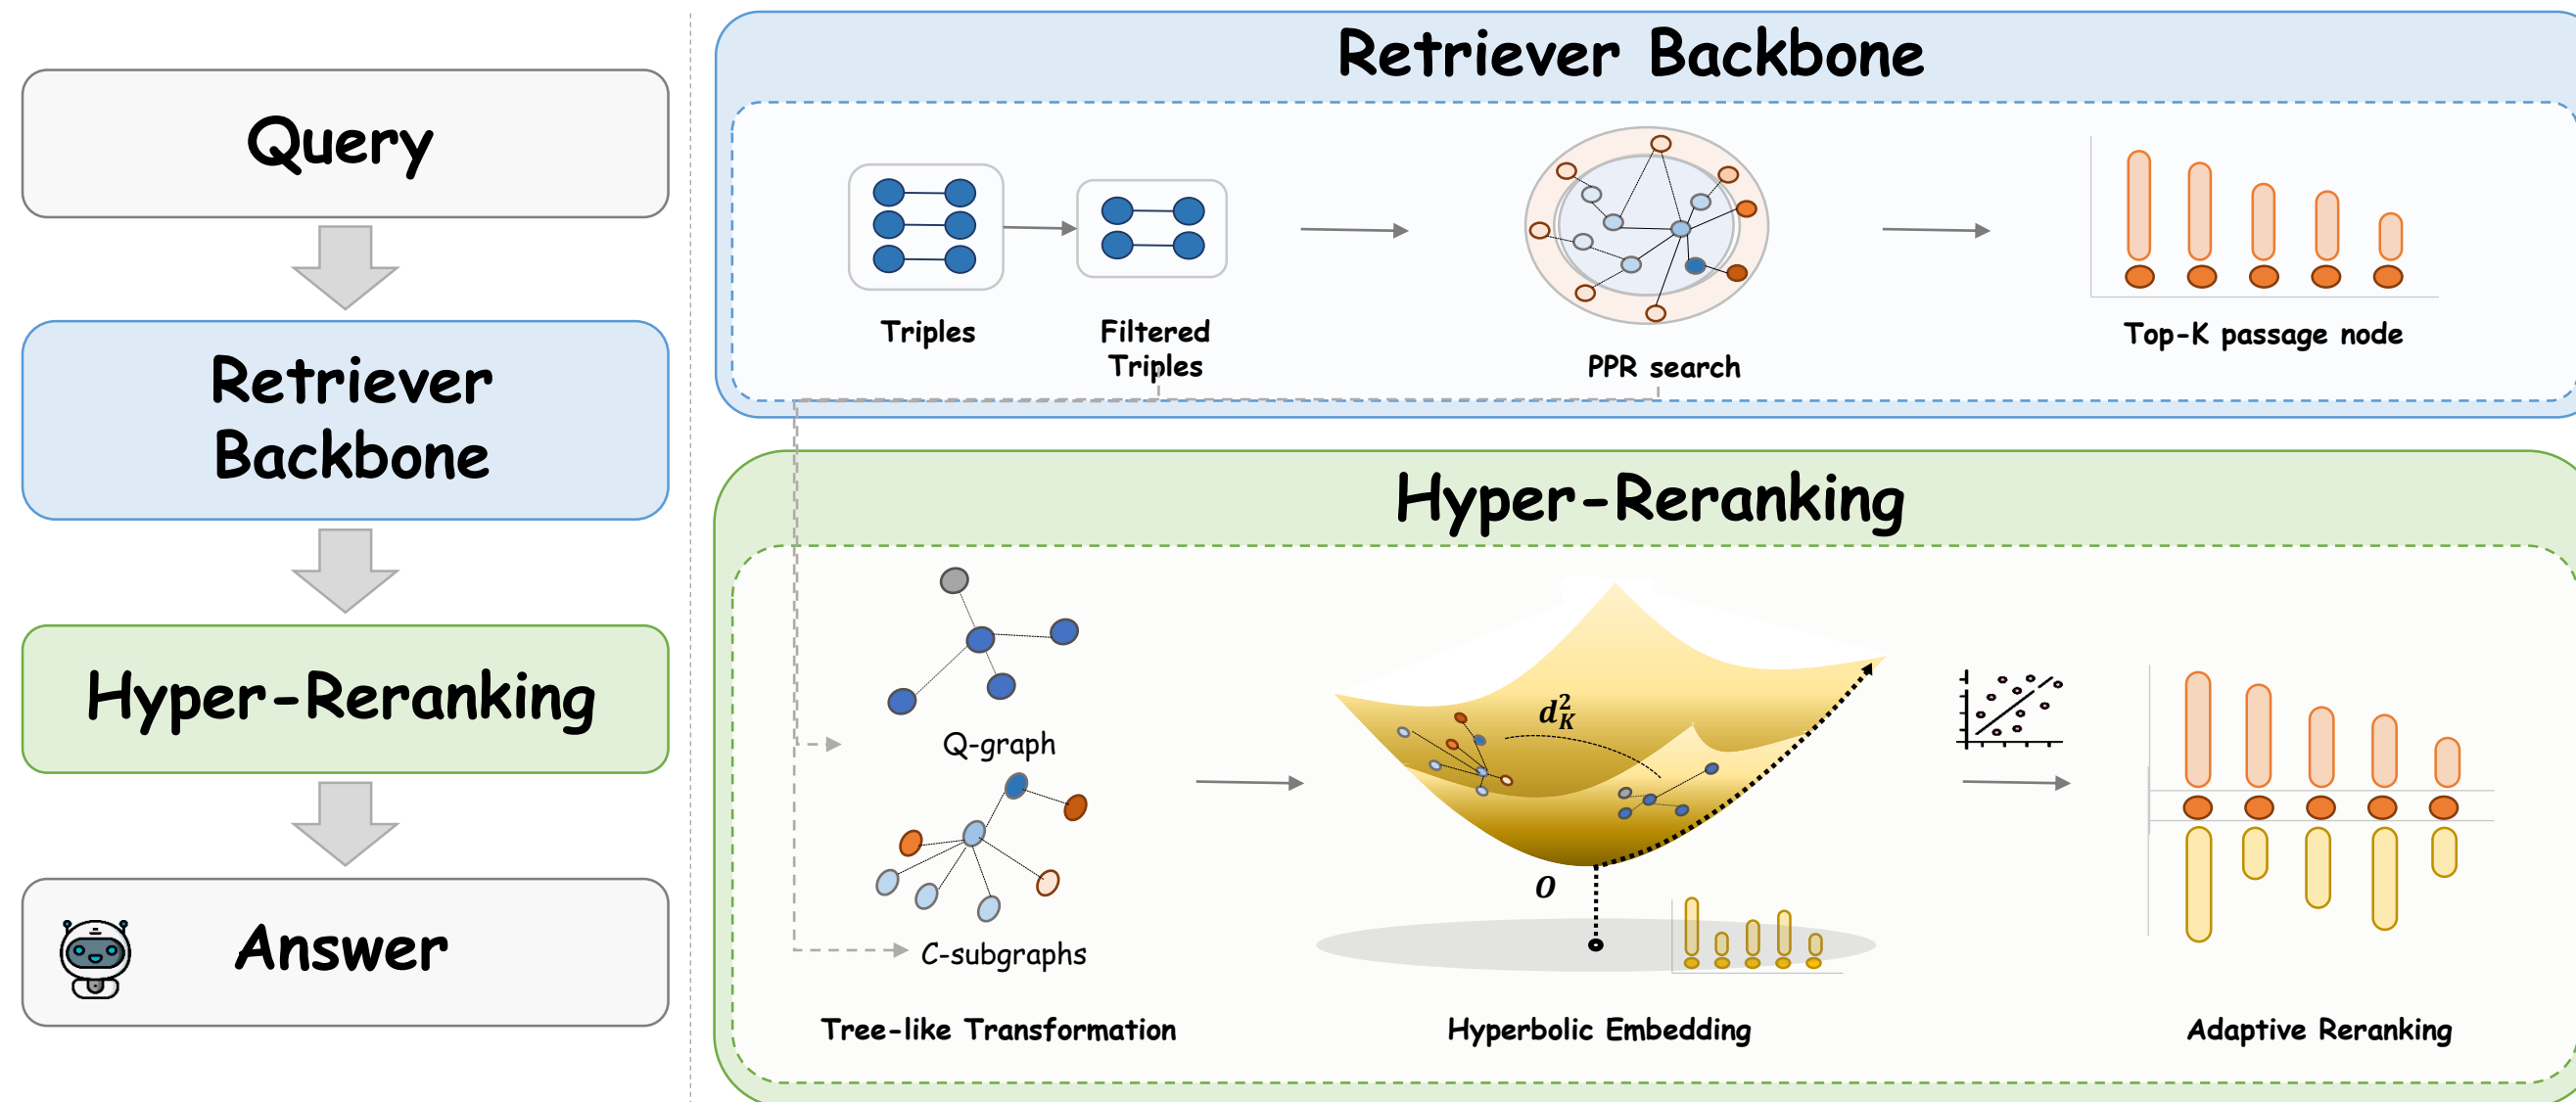 Query
Retriever
Backbone
Hyper-Reranking
Answer
Retriever Backbone
Triples
Filtered
Triples
PPR search
Top-K passage node
Hyper-Reranking
Q-graph
C-subgraphs
Tree-like Transformation
d²_K
O
Hyperbolic Embedding
Adaptive Reranking